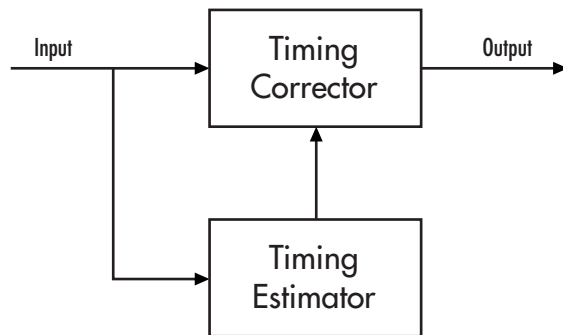 Input
Timing
Corrector
Output
Timing
Estimator